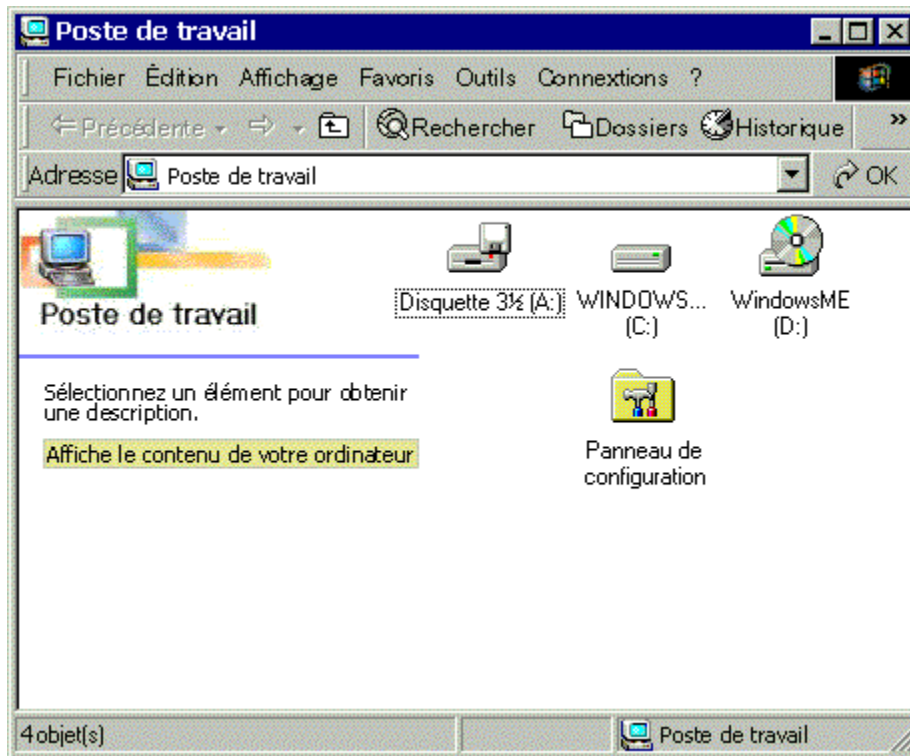 Poste de travail
Fichier Édition Affichage Favoris Outils Connextions ?
Précédente Rechercher Dossiers Historique »
Adresse Poste de travail OK
Poste de travail
Sélectionnez un élément pour obtenir
une description.
Affiche le contenu de votre ordinateur
Disquette 3½ (A:)
WINDOWS...
(C:)
WindowsME
(D:)
Panneau de
configuration
4 objet(s) Poste de travail